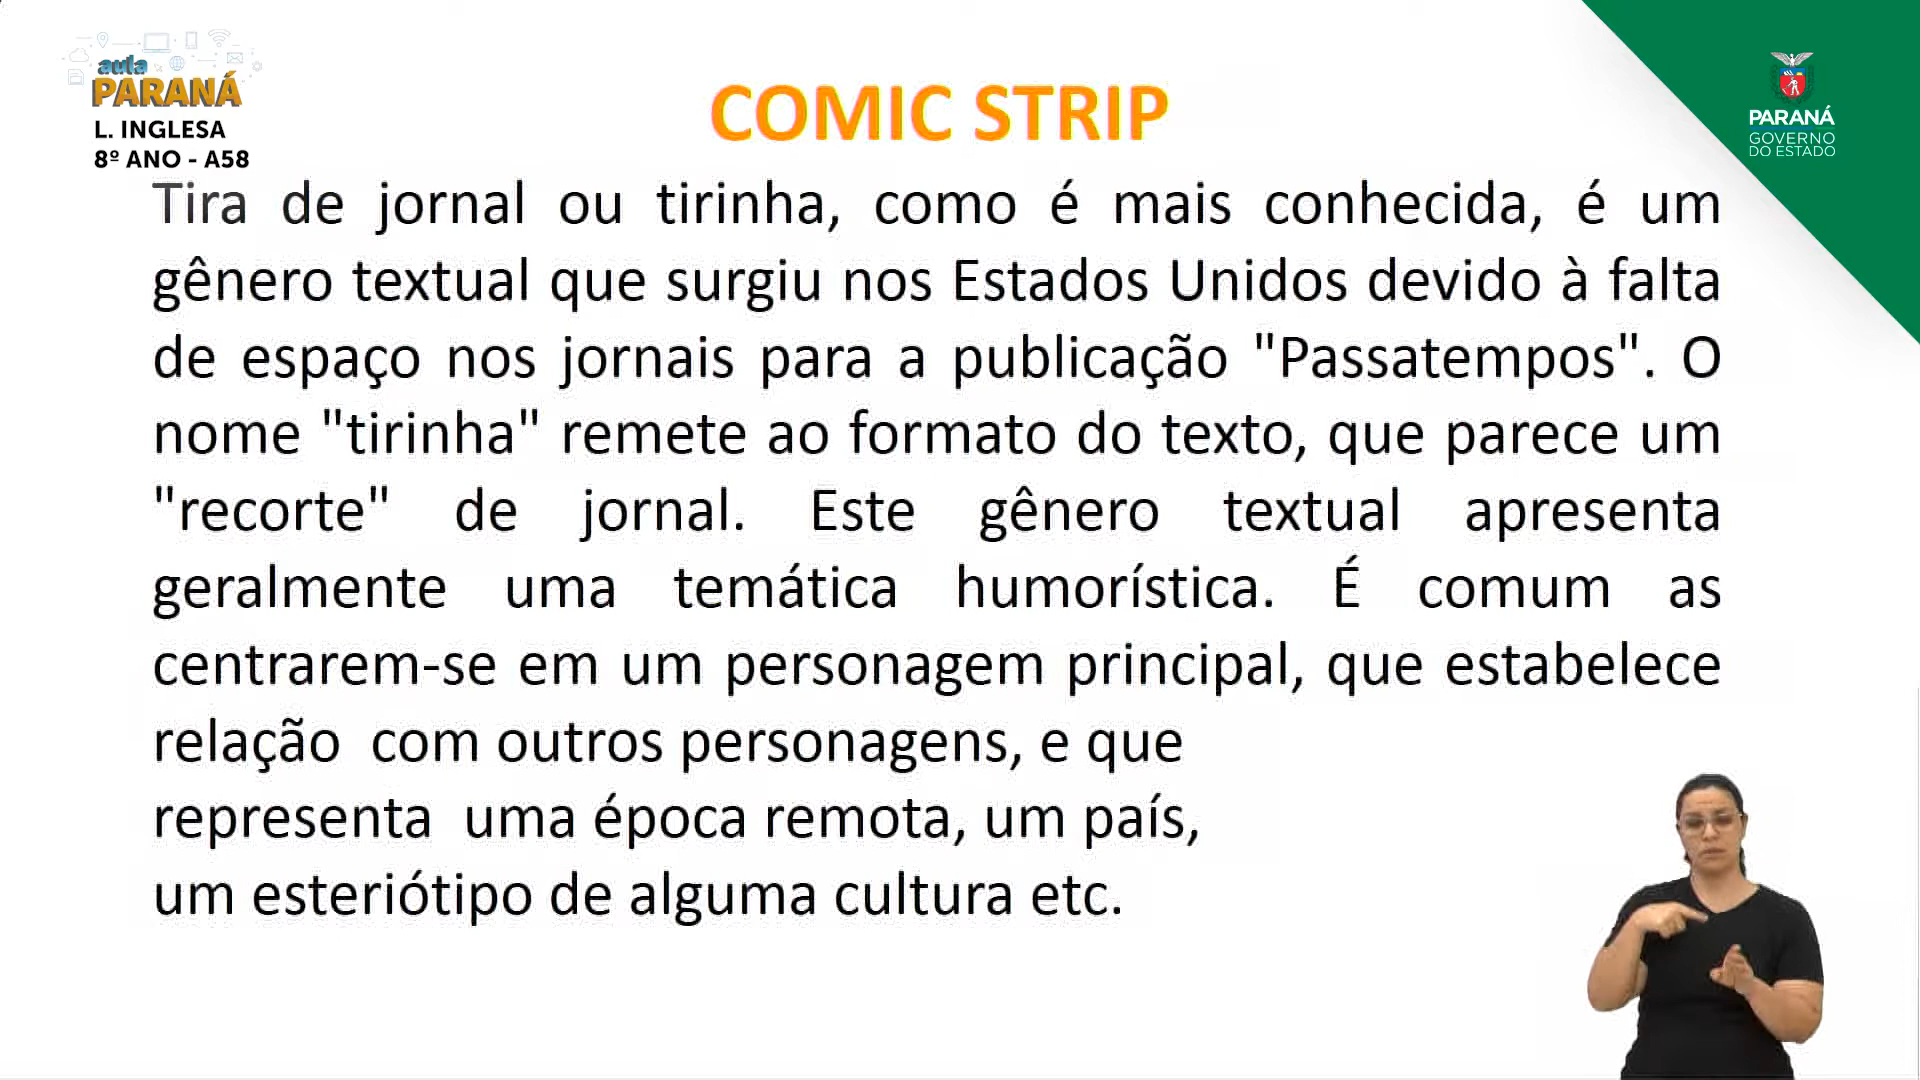 aula
PARANÁ
L. INGLESA
8º ANO - A58
COMIC STRIP
PARANÁ
GOVERNO
DO ESTADO
Tira de jornal ou tirinha, como é mais conhecida, é um
gênero textual que surgiu nos Estados Unidos devido à falta
de espaço nos jornais para a publicação "Passatempos". O
nome "tirinha" remete ao formato do texto, que parece um
"recorte" de jornal. Este gênero textual apresenta
geralmente uma temática humorística. É comum as
centrarem-se em um personagem principal, que estabelece
relação com outros personagens, e que
representa uma época remota, um país,
um esteriótipo de alguma cultura etc.